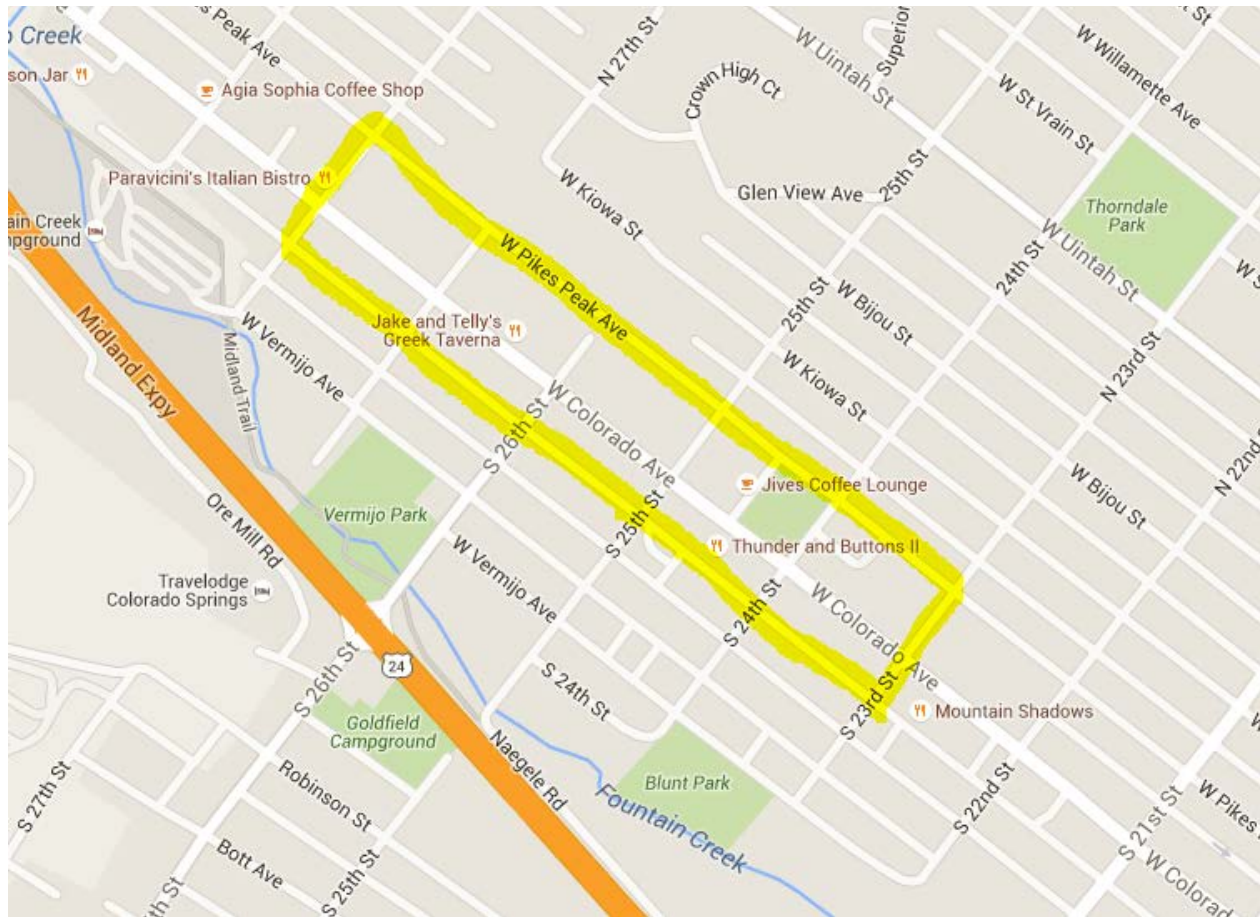 o Creek
s Peak Ave
son Jar
Agia Sophia Coffee Shop
N 27th St
Crown High Ct
Superior
W Uintah St
W Willamette Ave
W St Vrain St
St
Paravicini's Italian Bistro
W Kiowa St
Glen View Ave
25th St
Thorndale
Park
ain Creek
mpground
W Pikes Peak Ave
W Uintah St
24th St
W S
Midland Expy
Midland Trail
W Vermijo Ave
Jake and Telly's
Greek Taverna
25th St
W Bijou St
N 23rd St
W Kiowa St
S 26th St
W Colorado Ave
N 22nd S
W Bijou St
Jives Coffee Lounge
Ore Mill Rd
Vermijo Park
S 25th St
Thunder and Buttons II
W Vermijo Ave
Travelodge
Colorado Springs
S 24th St
W Colorado Ave
24
S 26th St
S 24th St
S 23rd St
Mountain Shadows
Goldfield
Campground
Naegele Rd
Blunt Park
Fountain Creek
S 27th St
Robinson St
S 22nd St
S 21st St
W Pikes
Bott Ave
S 25th St
W Colorad
th St